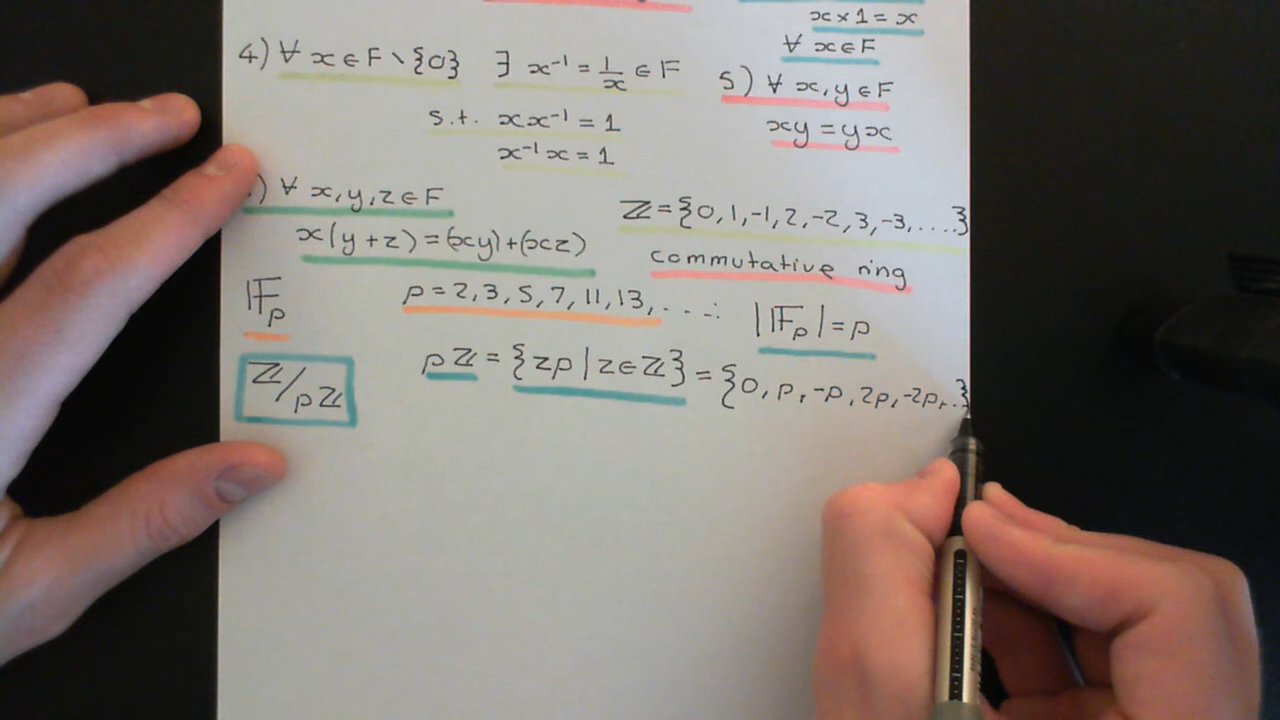 x × 1 = x
∀ x ∈ F
4) ∀ x ∈ F \ {0} ∃ x⁻¹ = 1/x ∈ F
s.t. xx⁻¹ = 1
x⁻¹x = 1
5) ∀ x, y ∈ F
xy = yx
) ∀ x, y, z ∈ F
x(y + z) = (xy) + (xz)
ℤ = {0, 1, -1, 2, -2, 3, -3, ....}
commutative ring
𝔽ₚ
p = 2, 3, 5, 7, 11, 13, ....
|𝔽ₚ| = p
ℤ/pℤ
pℤ = {zp | z ∈ ℤ} = {0, p, -p, 2p, -2p, ..}